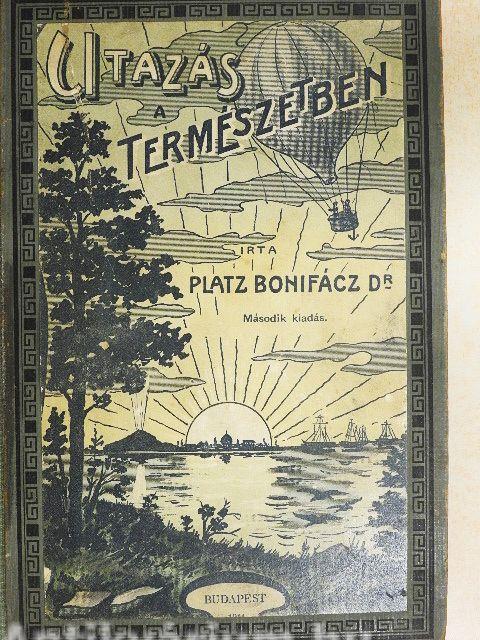 Utazás
a
Természetben
IRTA
PLATZ BONIFÁCZ DR
Második kiadás.
BUDAPEST